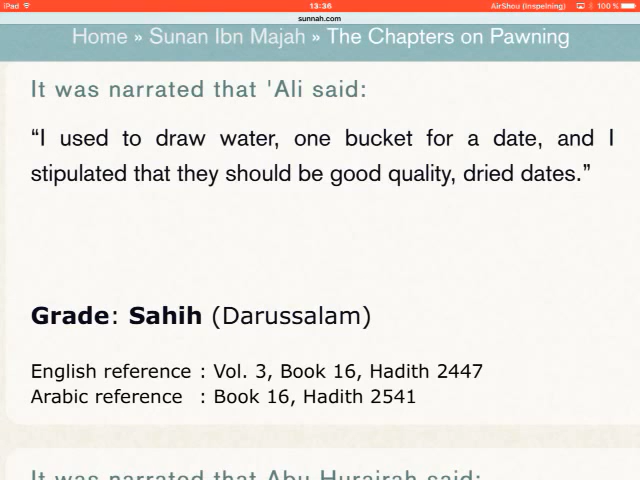 iPad 13:36 AirShou (Inspelning) 100 %
sunnah.com
Home » Sunan Ibn Majah » The Chapters on Pawning
It was narrated that 'Ali said:
“I used to draw water, one bucket for a date, and I
stipulated that they should be good quality, dried dates.”
Grade: Sahih (Darussalam)
English reference : Vol. 3, Book 16, Hadith 2447
Arabic reference : Book 16, Hadith 2541
It was narrated that Abu Hurairah said: